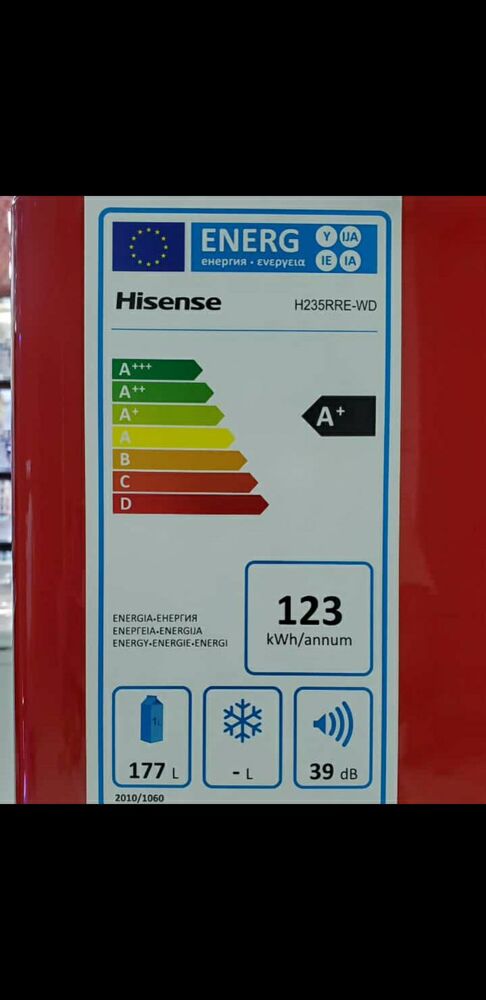 ENERG Y IJA
енергия · ενεργεια IE IA
Hisense H235RRE-WD
A+++
A++
A+
A
B
C
D
A+
123
kWh/annum
ENERGIA·ЕНЕРГИЯ
ΕΝΕΡΓΕΙΑ·ENERGIJA
ENERGY·ENERGIE·ENERGI
1L
177 L
- L
39 dB
2010/1060